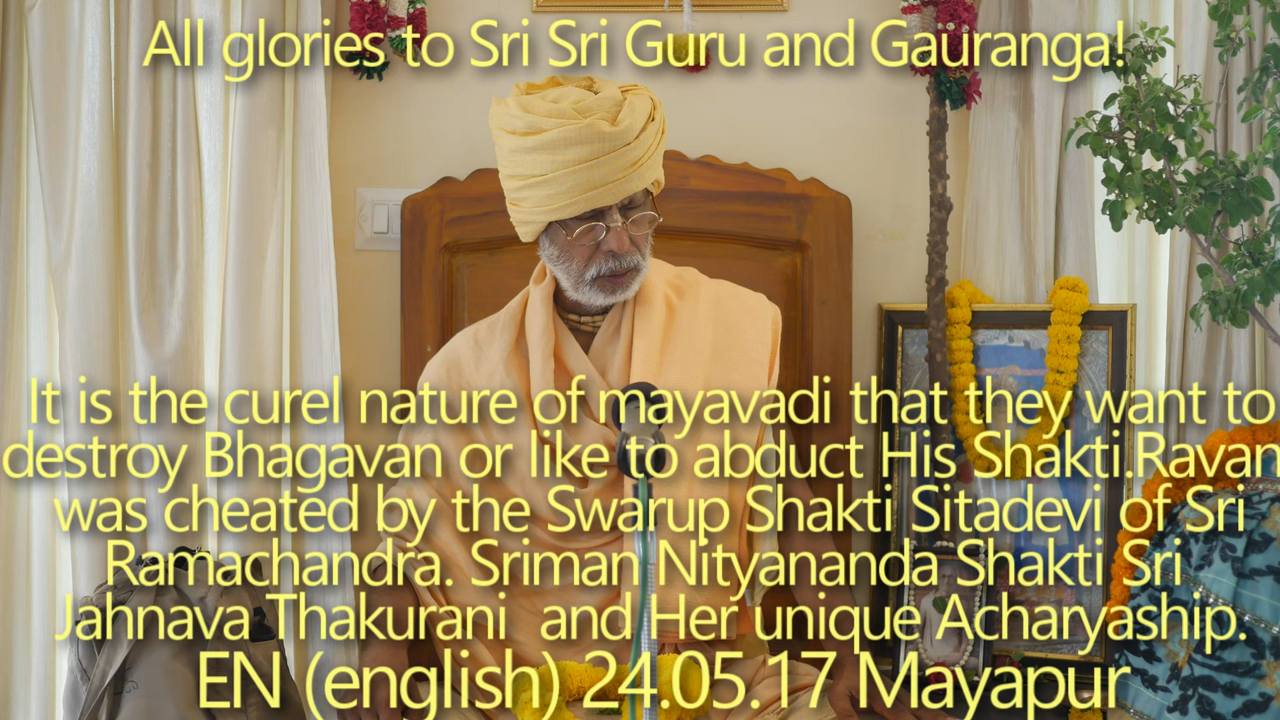 All glories to Sri Sri Guru and Gauranga!
It is the curel nature of mayavadi that they want to
destroy Bhagavan or like to abduct His Shakti.Ravan
was cheated by the Swarup Shakti Sitadevi of Sri
Ramachandra. Sriman Nityananda Shakti Sri
Jahnava Thakurani  and Her unique Acharyaship.
EN (english) 24.05.17 Mayapur